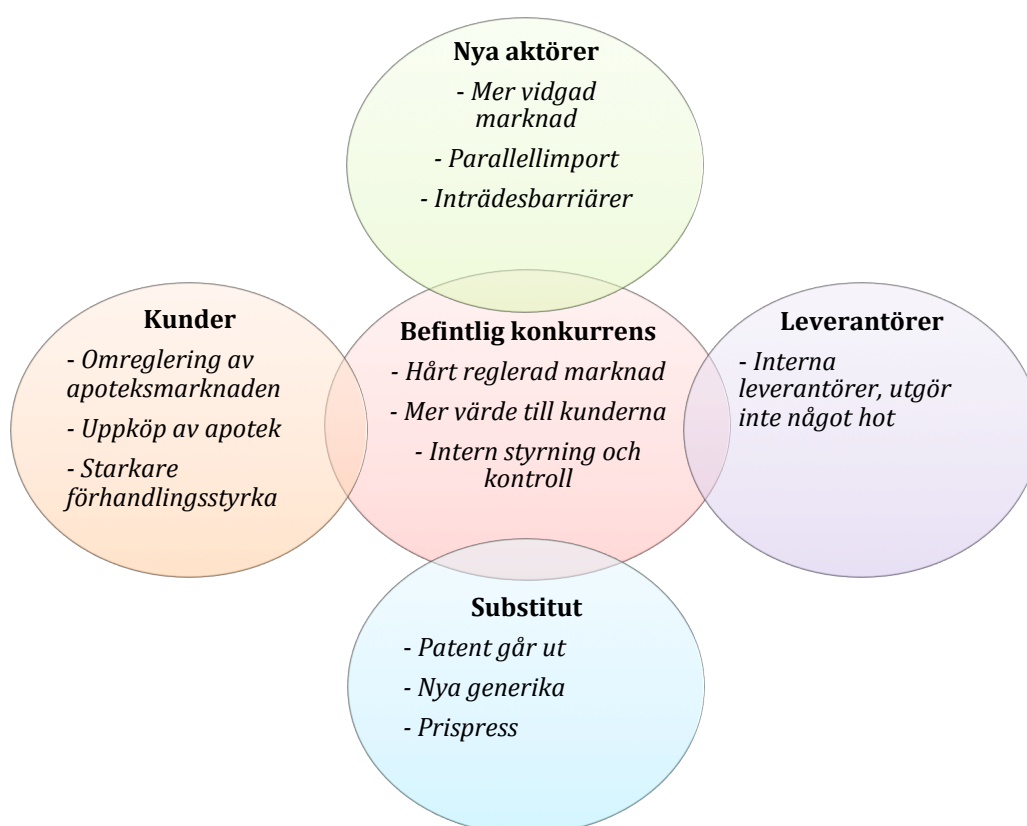 Nya aktörer
- Mer vidgad
marknad
- Parallellimport
- Inträdesbarriärer
Kunder
- Omreglering av
apoteksmarknaden
- Uppköp av apotek
- Starkare
förhandlingsstyrka
Befintlig konkurrens
- Hårt reglerad marknad
- Mer värde till kunderna
- Intern styrning och
kontroll
Leverantörer
- Interna
leverantörer, utgör
inte något hot
Substitut
- Patent går ut
- Nya generika
- Prispress